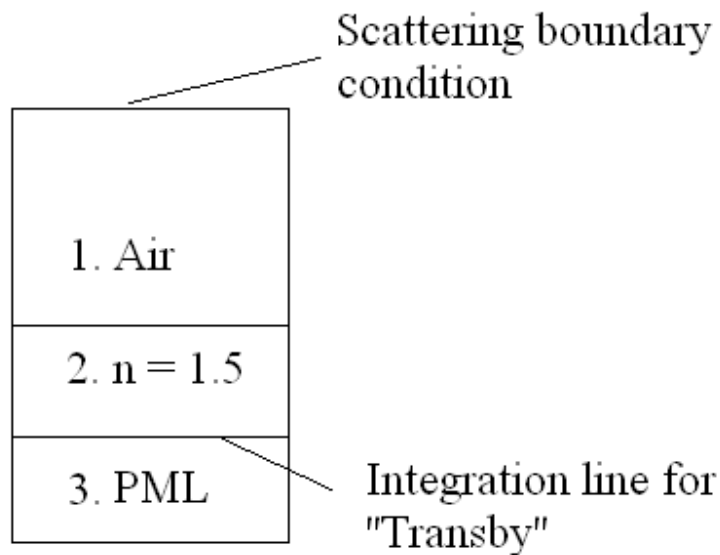 Scattering boundary
condition
1. Air
2. n = 1.5
3. PML
Integration line for
"Transby"